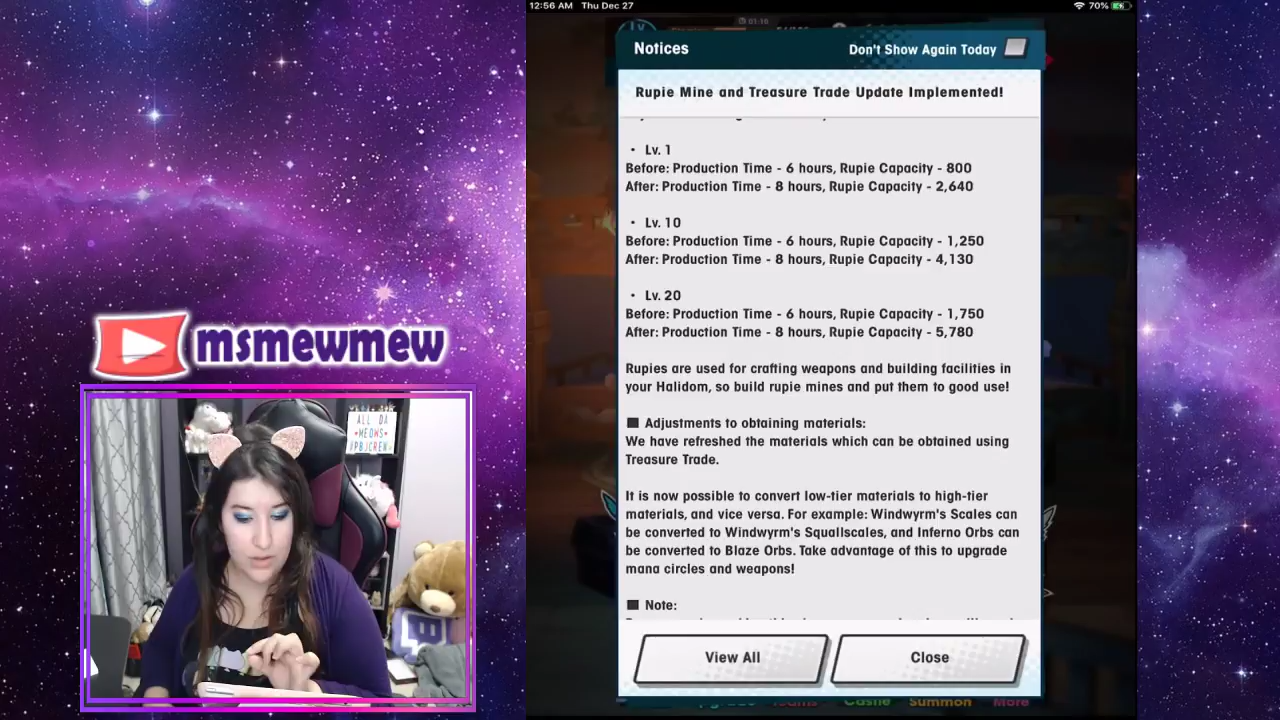 12:56 AM Thu Dec 27
70%
01:10
Notices
Don't Show Again Today
Rupie Mine and Treasure Trade Update Implemented!
• Lv. 1
Before: Production Time - 6 hours, Rupie Capacity - 800
After: Production Time - 8 hours, Rupie Capacity - 2,640
• Lv. 10
Before: Production Time - 6 hours, Rupie Capacity - 1,250
After: Production Time - 8 hours, Rupie Capacity - 4,130
• Lv. 20
Before: Production Time - 6 hours, Rupie Capacity - 1,750
After: Production Time - 8 hours, Rupie Capacity - 5,780
Rupies are used for crafting weapons and building facilities in
your Halidom, so build rupie mines and put them to good use!
■ Adjustments to obtaining materials:
We have refreshed the materials which can be obtained using
Treasure Trade.
It is now possible to convert low-tier materials to high-tier
materials, and vice versa. For example: Windwyrm's Scales can
be converted to Windwyrm's Squallscales, and Inferno Orbs can
be converted to Blaze Orbs. Take advantage of this to upgrade
mana circles and weapons!
■ Note:
View All
Close
Teams Castle Summon More
msmewmew
ALL DA
MEOWS
#PBJCREW